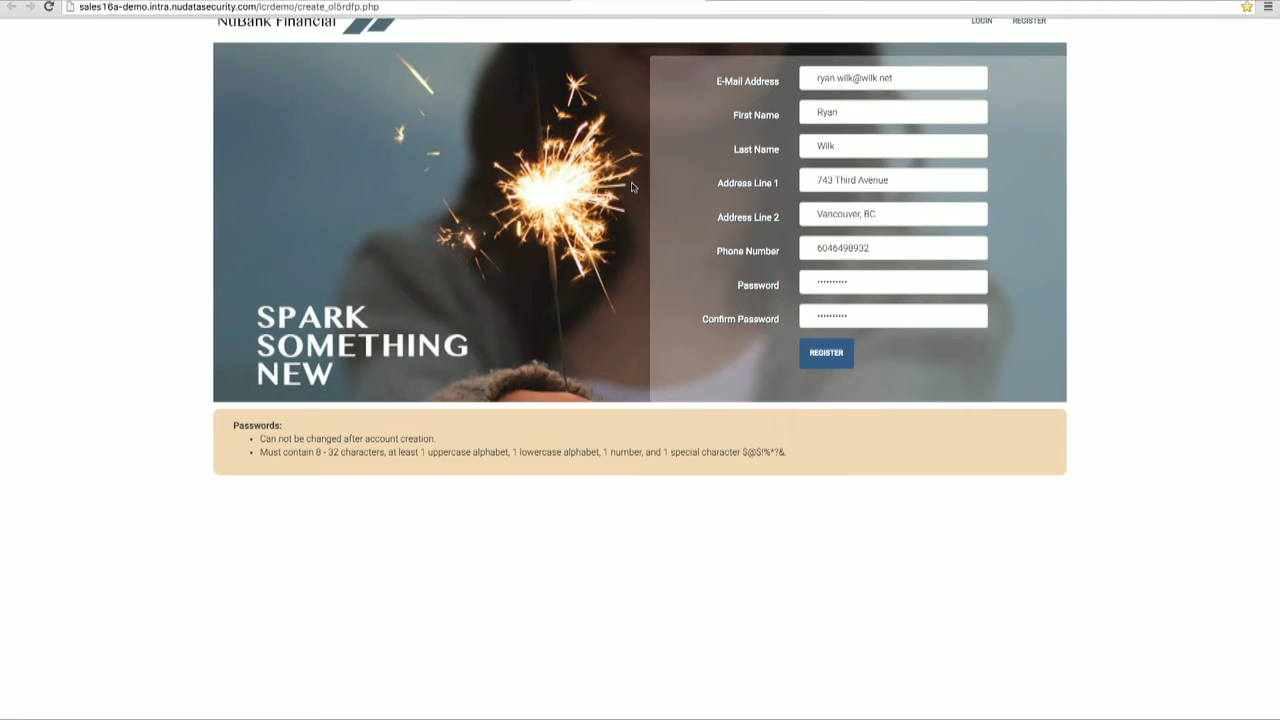 sales16a-demo.intra.nudatasecurity.com/lcrdemo/create_ol5rdfp.php
NuBank Financial
LOGIN REGISTER
E-Mail Address ryan.wilk@wilk.net
First Name Ryan
Last Name Wilk
Address Line 1 743 Third Avenue
Address Line 2 Vancouver, BC
Phone Number 6046498932
Password ••••••••••
Confirm Password ••••••••••
REGISTER
SPARK
SOMETHING
NEW
Passwords:
• Can not be changed after account creation.
• Must contain 8 - 32 characters, at least 1 uppercase alphabet, 1 lowercase alphabet, 1 number, and 1 special character $@$!%*?&.